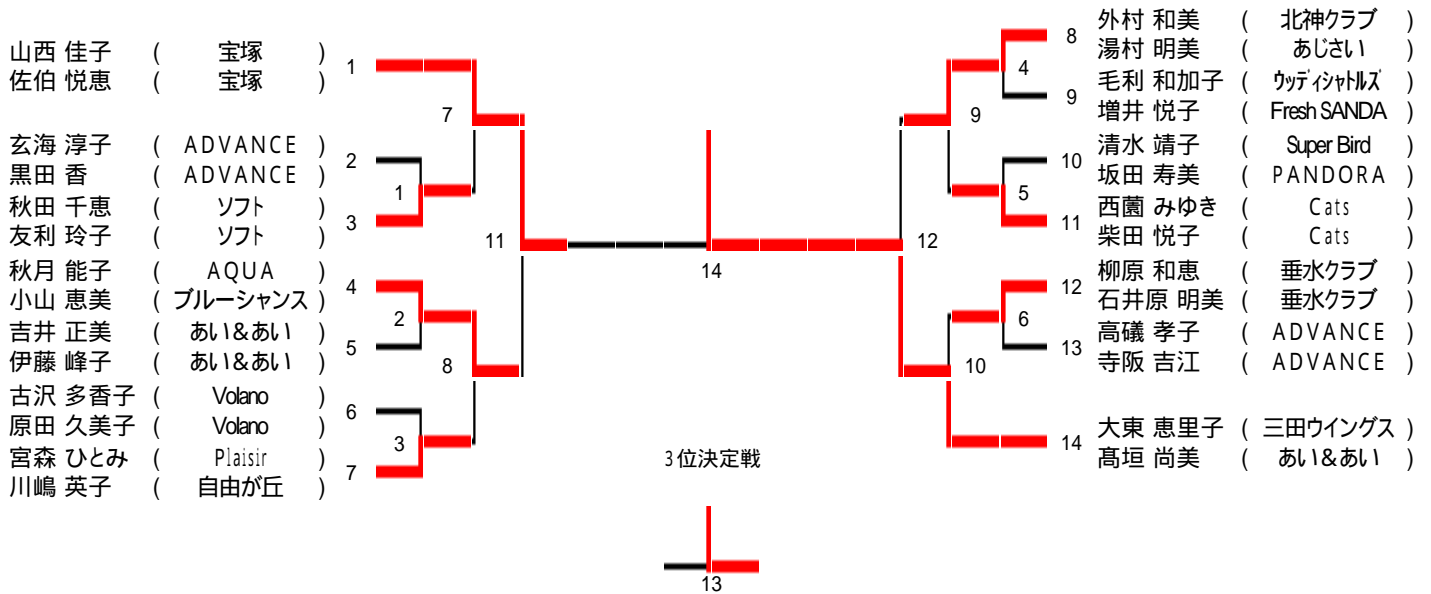 山西 佳子 ( 宝塚 ) 1
佐伯 悦恵 ( 宝塚 )
玄海 淳子 ( ADVANCE ) 2
黒田 香 ( ADVANCE )
秋田 千恵 ( ソフト ) 3
友利 玲子 ( ソフト )
秋月 能子 ( AQUA ) 4
小山 恵美 ( ブルーシャンス )
吉井 正美 ( あい&あい ) 5
伊藤 峰子 ( あい&あい )
古沢 多香子 ( Volano ) 6
原田 久美子 ( Volano )
宮森 ひとみ ( Plaisir ) 7
川嶋 英子 ( 自由が丘 )
7
1
11
2
8
3
14
3位決定戦
13
4
9
5
12
6
10
8 外村 和美 ( 北神クラブ )
湯村 明美 ( あじさい )
9 毛利 和加子 ( ウッディシャトルズ )
増井 悦子 ( Fresh SANDA )
10 清水 靖子 ( Super Bird )
坂田 寿美 ( PANDORA )
11 西薗 みゆき ( Cats )
柴田 悦子 ( Cats )
12 柳原 和恵 ( 垂水クラブ )
石井原 明美 ( 垂水クラブ )
13 高磯 孝子 ( ADVANCE )
寺阪 吉江 ( ADVANCE )
14 大東 恵里子 ( 三田ウイングス )
髙垣 尚美 ( あい&あい )